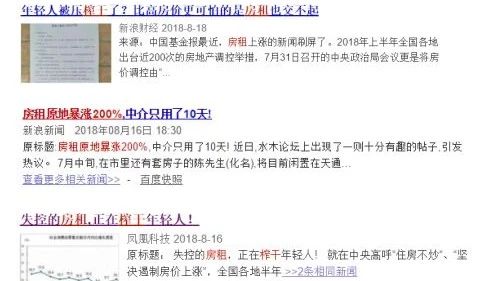 年轻人被压榨干了？比高房价更可怕的是房租也交不起
新浪财经 2018-8-18
来源：中国基金报最近，房租上涨的新闻刷屏了。2018年上半年全国各地
出台近200次的房地产调控举措，7月31日召开的中央政治局会议更是将房
价调控由“...
房租原地暴涨200%,中介只用了10天!
新浪新闻 2018年08月16日 18:30
原标题 房租原地暴涨200%,中介只用了10天! 近日,水木论坛上出现了一则十分有趣的帖子,引发
热议。 7月中旬,在市里还有套房子的陈先生(化名),将目前闲置在天通...
查看更多相关新闻>> - 百度快照
失控的房租,正在榨干年轻人！
凤凰科技 2018-8-16
原标题： 失控的房租，正在榨干年轻人！ 就在中央高呼“住房不炒”、“坚
决遏制房价上涨”，全国各地半年 >>2条相同新闻